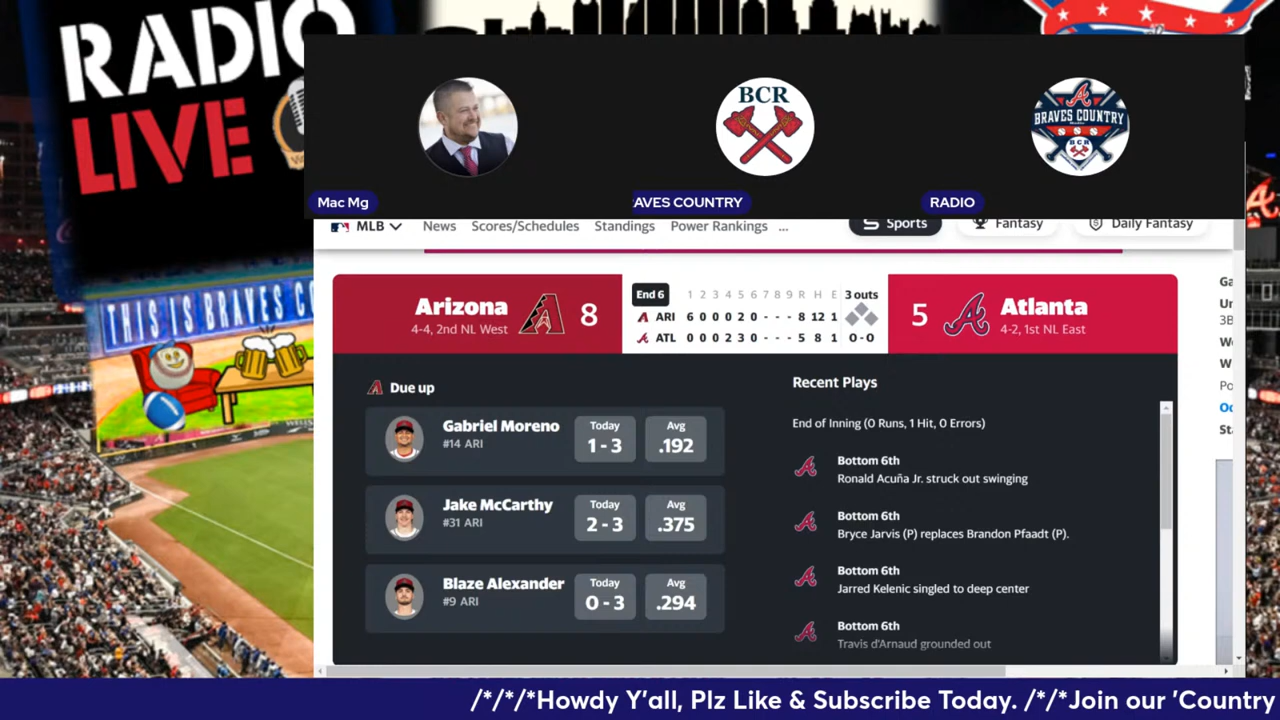 RADIO
LIVE
BCR
BRAVES COUNTRY
BCR
Mac Mg
AVES COUNTRY
RADIO
MLB
News
Scores/Schedules
Standings
Power Rankings
...
Sports
Fantasy
Daily Fantasy
Arizona
4-4, 2nd NL West
8
End 6
1 2 3 4 5 6 7 8 9 R H E
3 outs
ARI 6 0 0 0 2 0 - - - 8 12 1
ATL 0 0 0 2 3 0 - - - 5 8 1
0-0
5
Atlanta
4-2, 1st NL East
THIS IS BRAVES CO
Due up
Gabriel Moreno
#14 ARI
Today
1-3
Avg
.192
Jake McCarthy
#31 ARI
Today
2-3
Avg
.375
Blaze Alexander
#9 ARI
Today
0-3
Avg
.294
Recent Plays
End of Inning (0 Runs, 1 Hit, 0 Errors)
Bottom 6th
Ronald Acuña Jr. struck out swinging
Bottom 6th
Bryce Jarvis (P) replaces Brandon Pfaadt (P).
Bottom 6th
Jarred Kelenic singled to deep center
Bottom 6th
Travis d'Arnaud grounded out
Ga
Un
3B
We
W
Po
Oc
Sta
/*/*/*Howdy Y'all, Plz Like & Subscribe Today. /*/*Join our 'Country